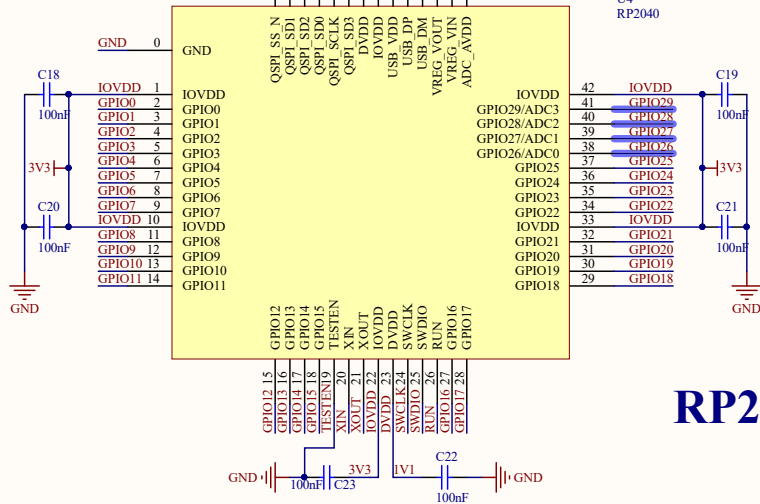 U4
RP2040
QSPI_SS_N
QSPI_SD1
QSPI_SD2
QSPI_SD0
QSPI_SCLK
QSPI_SD3
DVDD
IOVDD
USB_VDD
USB_DP
USB_DM
VREG_VOUT
VREG_VIN
ADC_AVDD
GND 0 GND
C18
100nF
IOVDD 1 IOVDD
GPIO0 2 GPIO0
GPIO1 3 GPIO1
GPIO2 4 GPIO2
GPIO3 5 GPIO3
3V3
GPIO4 6 GPIO4
GPIO5 7 GPIO5
GPIO6 8 GPIO6
GPIO7 9 GPIO7
C20
100nF
IOVDD 10 IOVDD
GPIO8 11 GPIO8
GPIO9 12 GPIO9
GPIO10 13 GPIO10
GPIO11 14 GPIO11
GND
IOVDD 42 IOVDD
GPIO29/ADC3 41 GPIO29
GPIO28/ADC2 40 GPIO28
GPIO27/ADC1 39 GPIO27
GPIO26/ADC0 38 GPIO26
GPIO25 37 GPIO25
GPIO24 36 GPIO24
GPIO23 35 GPIO23
GPIO22 34 GPIO22
IOVDD 33 IOVDD
GPIO21 32 GPIO21
GPIO20 31 GPIO20
GPIO19 30 GPIO19
GPIO18 29 GPIO18
C19
100nF
3V3
C21
100nF
GND
GPIO12 15 GPIO12
GPIO13 16 GPIO13
GPIO14 17 GPIO14
GPIO15 18 GPIO15
TESTEN 19 TESTEN
XIN 20 XIN
XOUT 21 XOUT
IOVDD 22 IOVDD
DVDD 23 DVDD
SWCLK 24 SWCLK
SWDIO 25 SWDIO
RUN 26 RUN
GPIO16 27 GPIO16
GPIO17 28 GPIO17
RP2
GND
100nF
C23
3V3
1V1
C22
100nF
GND